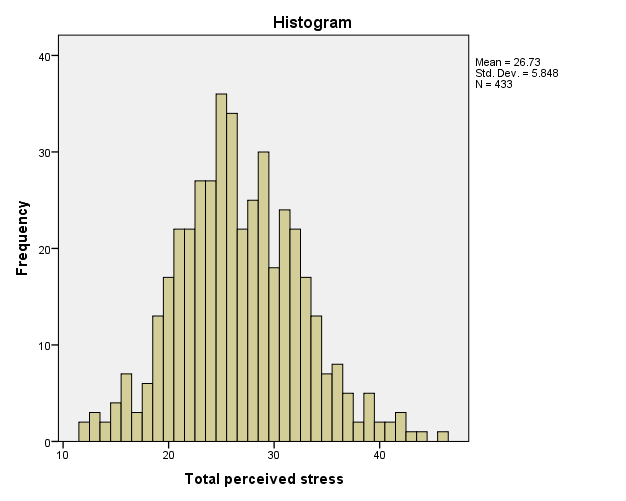 Histogram
Mean = 26.73
Std. Dev. = 5.848
N = 433
Frequency
40
30
20
10
0
10 20 30 40
Total perceived stress